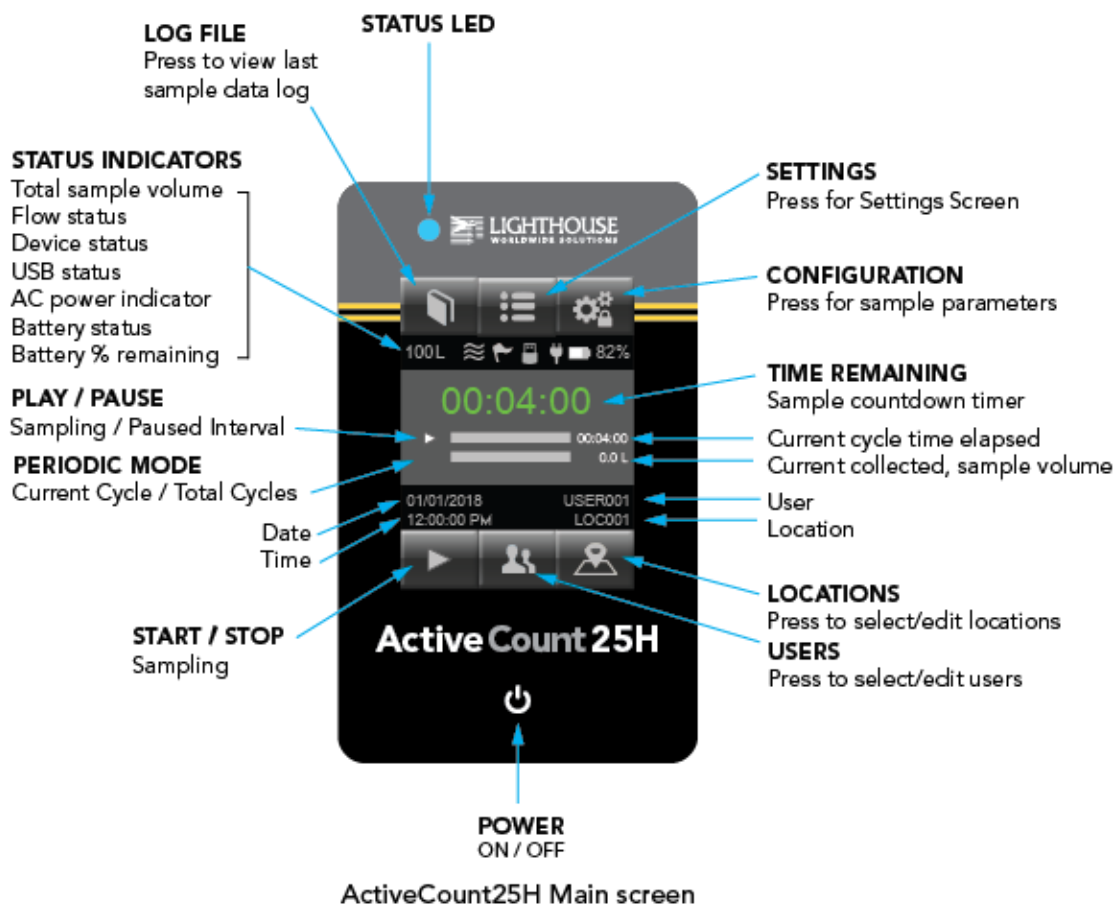 STATUS LED
LOG FILE
Press to view last
sample data log
STATUS INDICATORS
Total sample volume
Flow status
Device status
USB status
AC power indicator
Battery status
Battery % remaining
PLAY / PAUSE
Sampling / Paused Interval
PERIODIC MODE
Current Cycle / Total Cycles
Date
Time
START / STOP
Sampling
LIGHTHOUSE
WORLDWIDE SOLUTIONS
100L 82%
00:04:00
00:04:00
0.0 L
01/01/2018 USER001
12:00:00 PM LOC001
ActiveCount25H
SETTINGS
Press for Settings Screen
CONFIGURATION
Press for sample parameters
TIME REMAINING
Sample countdown timer
Current cycle time elapsed
Current collected, sample volume
User
Location
LOCATIONS
Press to select/edit locations
USERS
Press to select/edit users
POWER
ON / OFF
ActiveCount25H Main screen